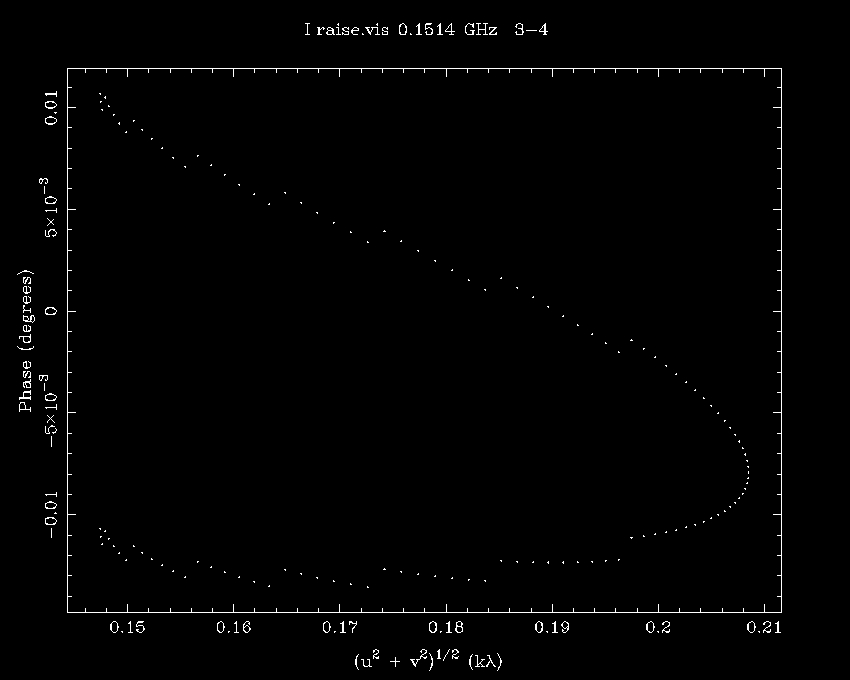 I raise.vis 0.1514 GHz 3−4
Phase (degrees)
0.01
5×10⁻³
0
−5×10⁻³
−0.01
0.15 0.16 0.17 0.18 0.19 0.2 0.21
(u² + v²)¹/² (kλ)